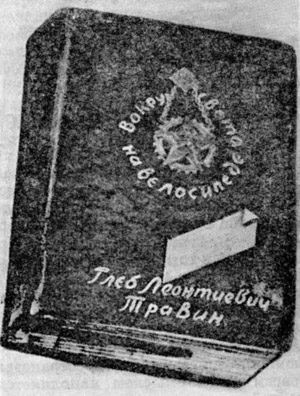 Вокруг света
на велосипеде
Глеб Леонтиевич
Травин